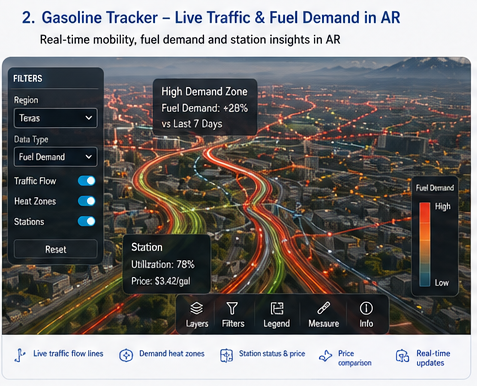 2. Gasoline Tracker – Live Traffic & Fuel Demand in AR
Real-time mobility, fuel demand and station insights in AR
FILTERS
Region
Texas
Data Type
Fuel Demand
Traffic Flow
Heat Zones
Stations
Reset
High Demand Zone
Fuel Demand: +28%
vs Last 7 Days
Station
Utilization: 78%
Price: $3.42/gal
Fuel Demand
High
Low
Layers
Filters
Legend
Measure
Info
Live traffic flow lines
Demand heat zones
Station status & price
Price
comparison
Real-time
updates